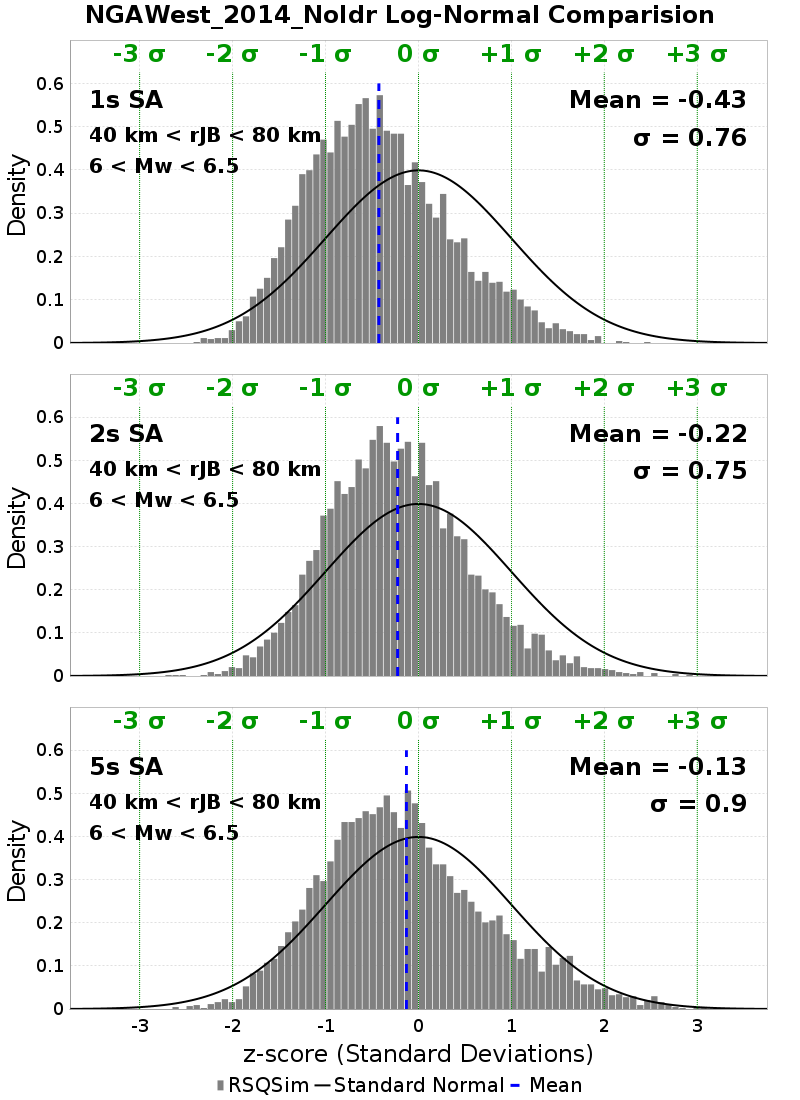 NGAWest_2014_NoIdr Log-Normal Comparision
-3 σ -2 σ -1 σ 0 σ +1 σ +2 σ +3 σ
1s SA
40 km < rJB < 80 km
6 < Mw < 6.5
Mean = -0.43
σ = 0.76
0.6
0.5
0.4
0.3
0.2
0.1
0
Density
-3 σ -2 σ -1 σ 0 σ +1 σ +2 σ +3 σ
2s SA
40 km < rJB < 80 km
6 < Mw < 6.5
Mean = -0.22
σ = 0.75
0.6
0.5
0.4
0.3
0.2
0.1
0
Density
-3 σ -2 σ -1 σ 0 σ +1 σ +2 σ +3 σ
5s SA
40 km < rJB < 80 km
6 < Mw < 6.5
Mean = -0.13
σ = 0.9
0.6
0.5
0.4
0.3
0.2
0.1
0
Density
-3 -2 -1 0 1 2 3
z-score (Standard Deviations)
RSQSim Standard Normal Mean